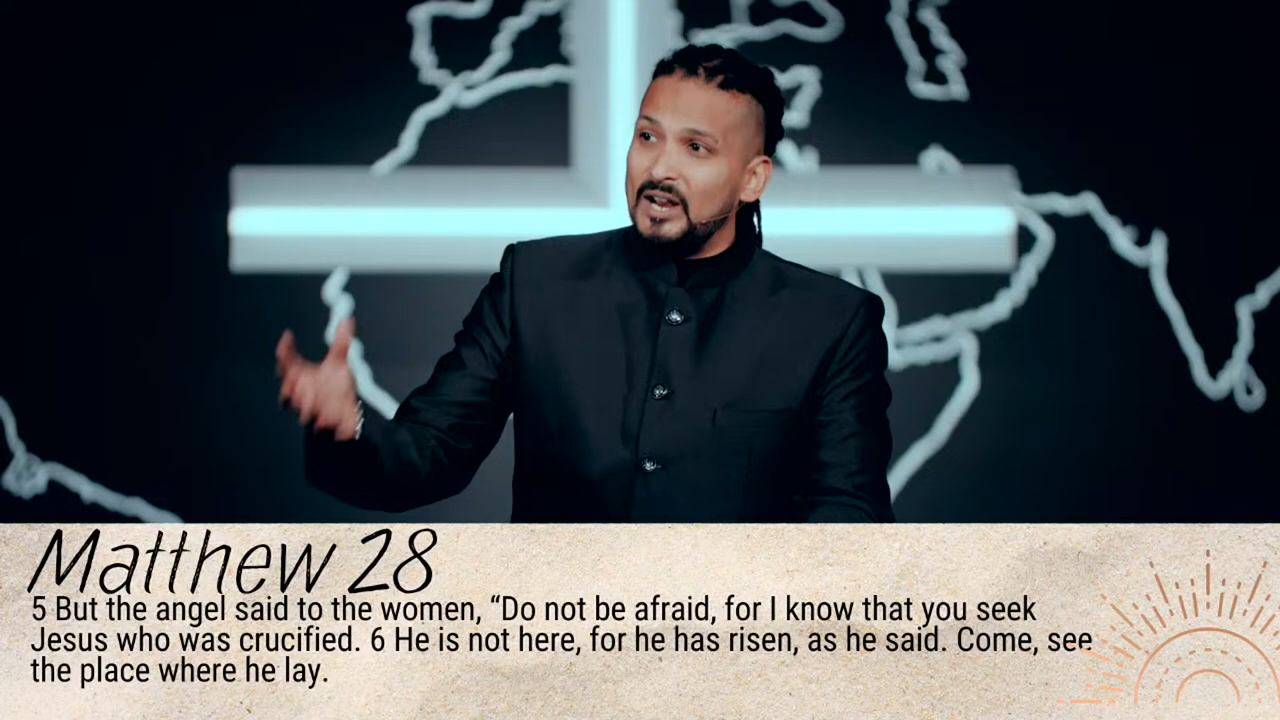 Matthew 28
5 But the angel said to the women, “Do not be afraid, for I know that you seek
Jesus who was crucified. 6 He is not here, for he has risen, as he said. Come, see
the place where he lay.